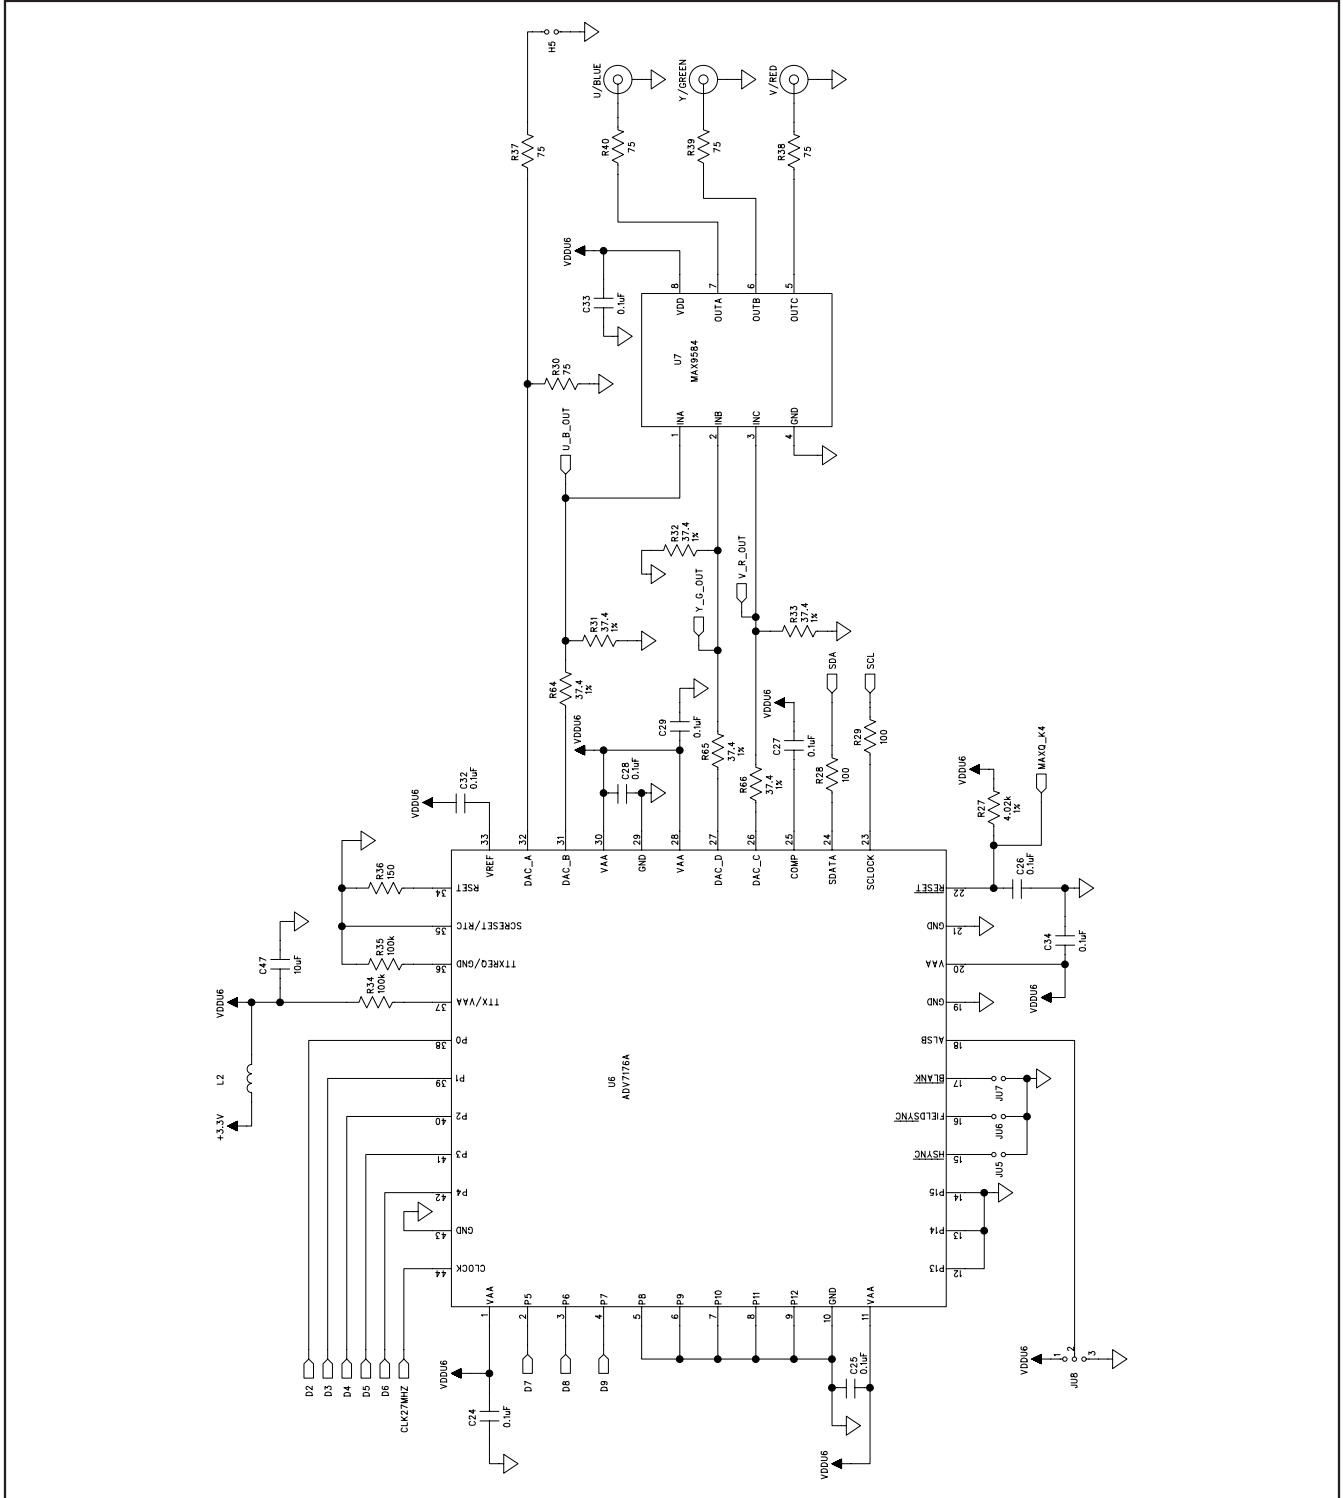 H5
U/BLUE
Y/GREEN
V/RED
R37
75
R40
75
R39
75
R38
75
VDDU6
C33
0.1uF
8
7
6
5
VDD
OUTA
OUTB
OUTC
U7
MAX9584
R30
75
INA
INB
INC
GND
1
2
3
4
U_B_OUT
R32
37.4
1%
V_R_OUT
Y_G_OUT
R31
37.4
1%
R33
37.4
1%
R64
37.4
1%
SDA
SCL
VDDU6
C29
0.1uF
VDDU6
R65
37.4
1%
C27
0.1uF
R29
100
R28
100
R66
37.4
1%
C28
0.1uF
C32
0.1uF
VDDU6
VDDU6
MAXQ_K4
R27
4.02k
1%
33
32
31
30
29
28
27
26
25
24
23
VREF
DAC_A
DAC_B
VAA
GND
VAA
DAC_D
DAC_C
COMP
SDATA
SCLOCK
R36
150
34
RSET
35
SCRESET/RTC
R35
100k
36
TTXREQ/GND
R34
100k
37
TTX/VAA
C47
10uF
VDDU6
L2
+3.3V
38
P0
39
P1
40
P2
41
P3
42
P4
43
GND
44
CLOCK
U6
ADV7176A
RESET
22
C26
0.1uF
GND
21
C34
0.1uF
VAA
20
VDDU6
GND
19
ALSB
18
BLANK
17
JU7
FIELDSYNC
16
JU6
HSYNC
15
JU5
P15
14
P14
13
P13
12
VAA
P5
P6
P7
P8
P9
P10
P11
P12
GND
VAA
1
2
3
4
5
6
7
8
9
10
11
D2
D3
D4
D5
D6
CLK27MHZ
VDDU6
D7
D8
D9
C24
0.1uF
C25
0.1uF
VDDU6
VDDU6
1
2
3
JU8